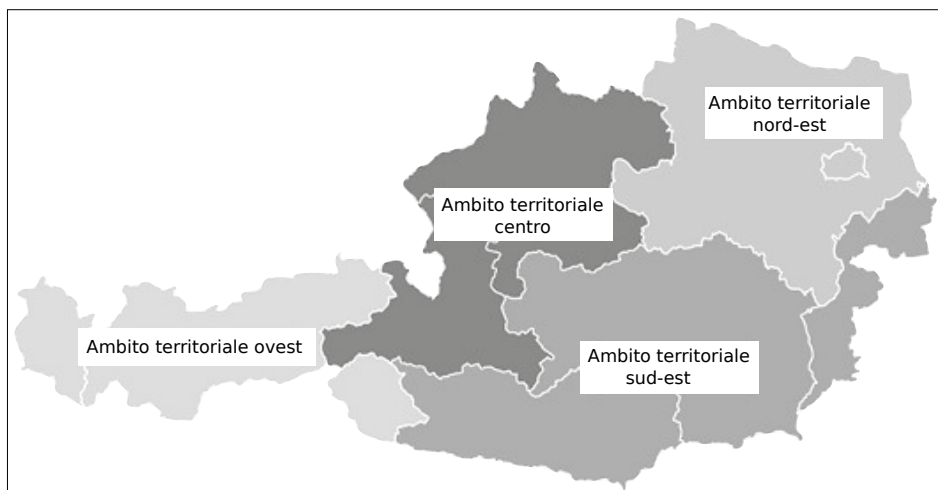 Ambito territoriale
nord-est
Ambito territoriale
centro
Ambito territoriale ovest
Ambito territoriale
sud-est